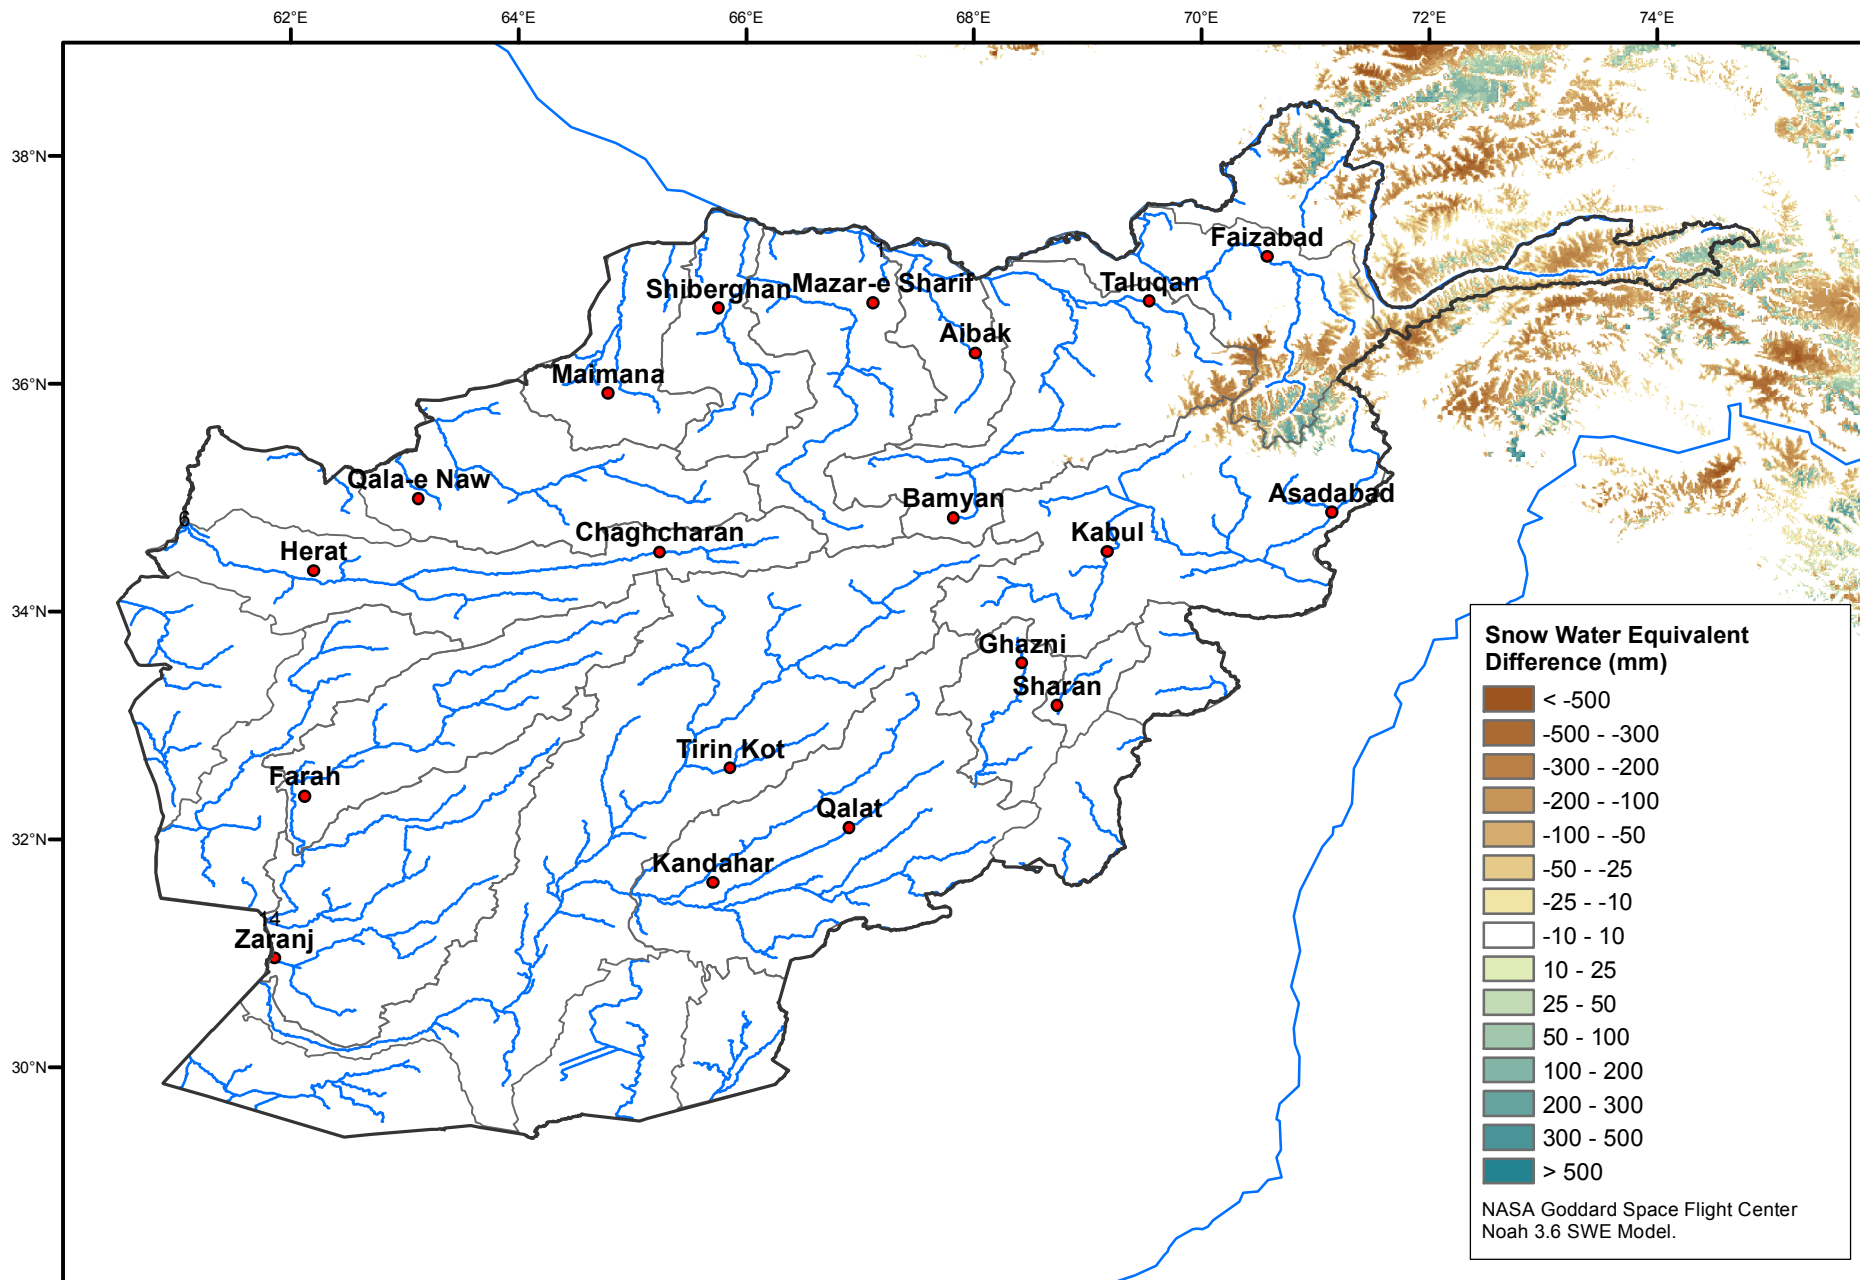 62°E 64°E 66°E 68°E 70°E 72°E 74°E
38°N
Faizabad
Shiberghan Mazar-e Sharif Taluqan
Aibak
36°N
Maimana
Qala-e Naw
Bamyan Asadabad
6
Chaghcharan Kabul
Herat
34°N
Ghazni
Sharan
Tirin Kot
Farah
Qalat
32°N
Kandahar
14
Zaranj
30°N
Snow Water Equivalent
Difference (mm)
< -500
-500 - -300
-300 - -200
-200 - -100
-100 - -50
-50 - -25
-25 - -10
-10 - 10
10 - 25
25 - 50
50 - 100
100 - 200
200 - 300
300 - 500
> 500
NASA Goddard Space Flight Center
Noah 3.6 SWE Model.